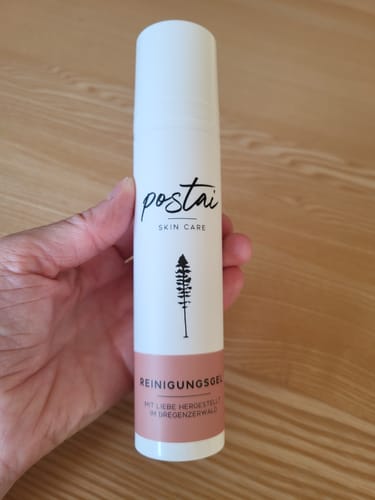 postai
SKIN CARE
REINIGUNGSGEL
MIT LIEBE HERGESTELLT
IM BREGENZERWALD